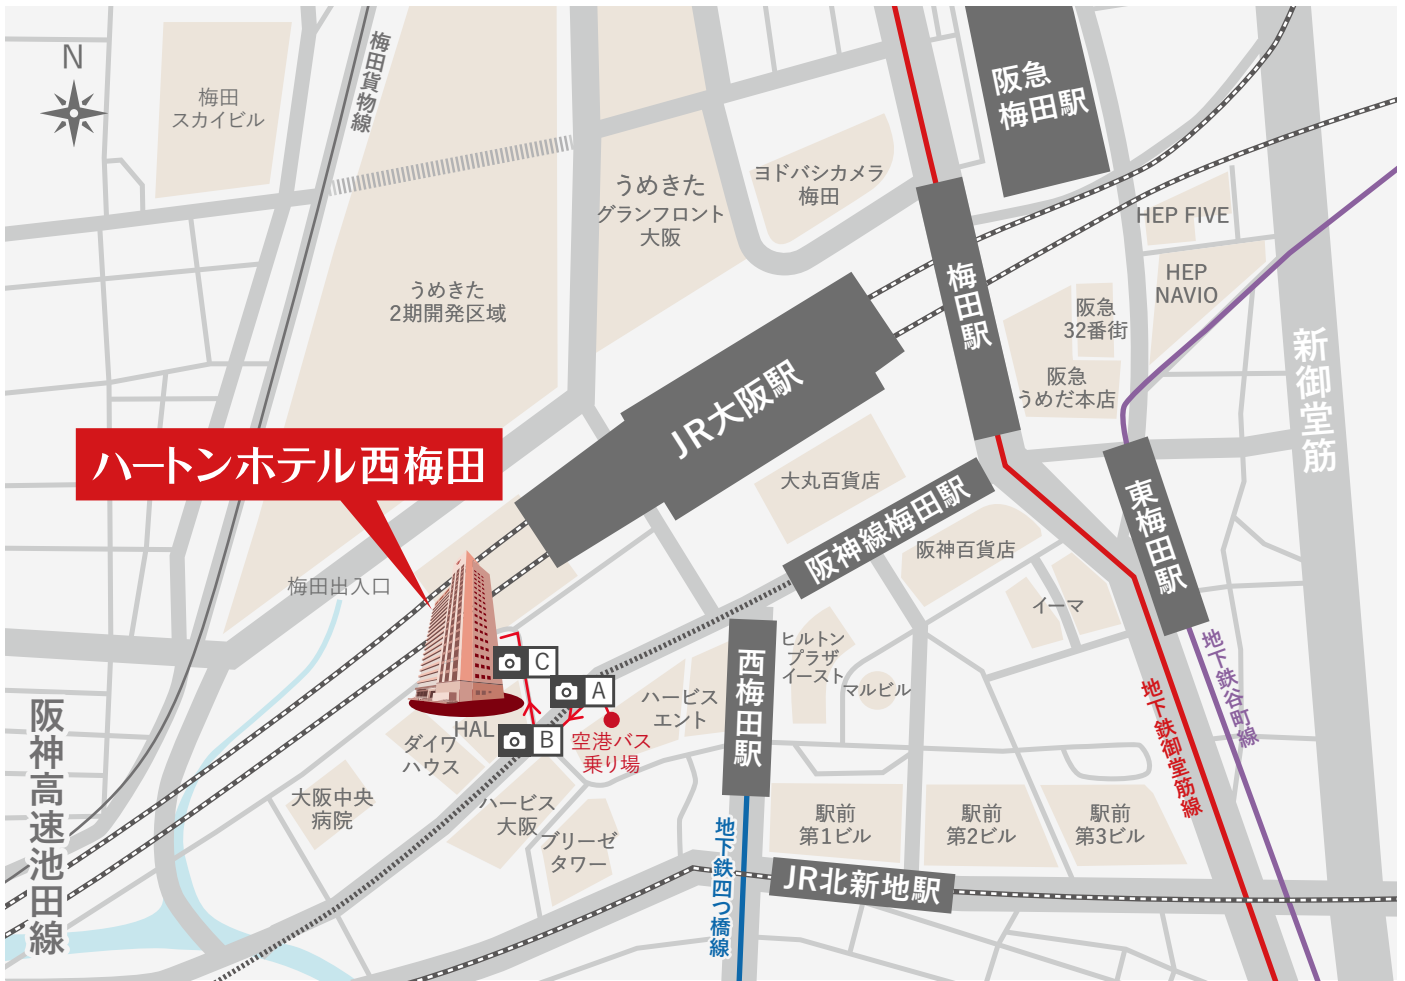 N
梅田
スカイビル
梅田貨物線
阪急
梅田駅
ヨドバシカメラ
梅田
うめきた
グランフロント
大阪
うめきた
2期開発区域
HEP FIVE
HEP
NAVIO
阪急
32番街
阪急
うめだ本店
新御堂筋
梅田駅
JR大阪駅
ハートンホテル西梅田
大丸百貨店
阪神線梅田駅
阪神百貨店
東梅田駅
梅田出入口
イーマ
ヒルトン
プラザ
イースト
マルビル
西梅田駅
ハービス
エント
C
A
B
HAL
空港バス
乗り場
ダイワ
ハウス
大阪中央
病院
ハービス
大阪
ブリーゼ
タワー
阪神高速池田線
地下鉄谷町線
地下鉄御堂筋線
地下鉄四つ橋線
駅前
第1ビル
駅前
第2ビル
駅前
第3ビル
JR北新地駅